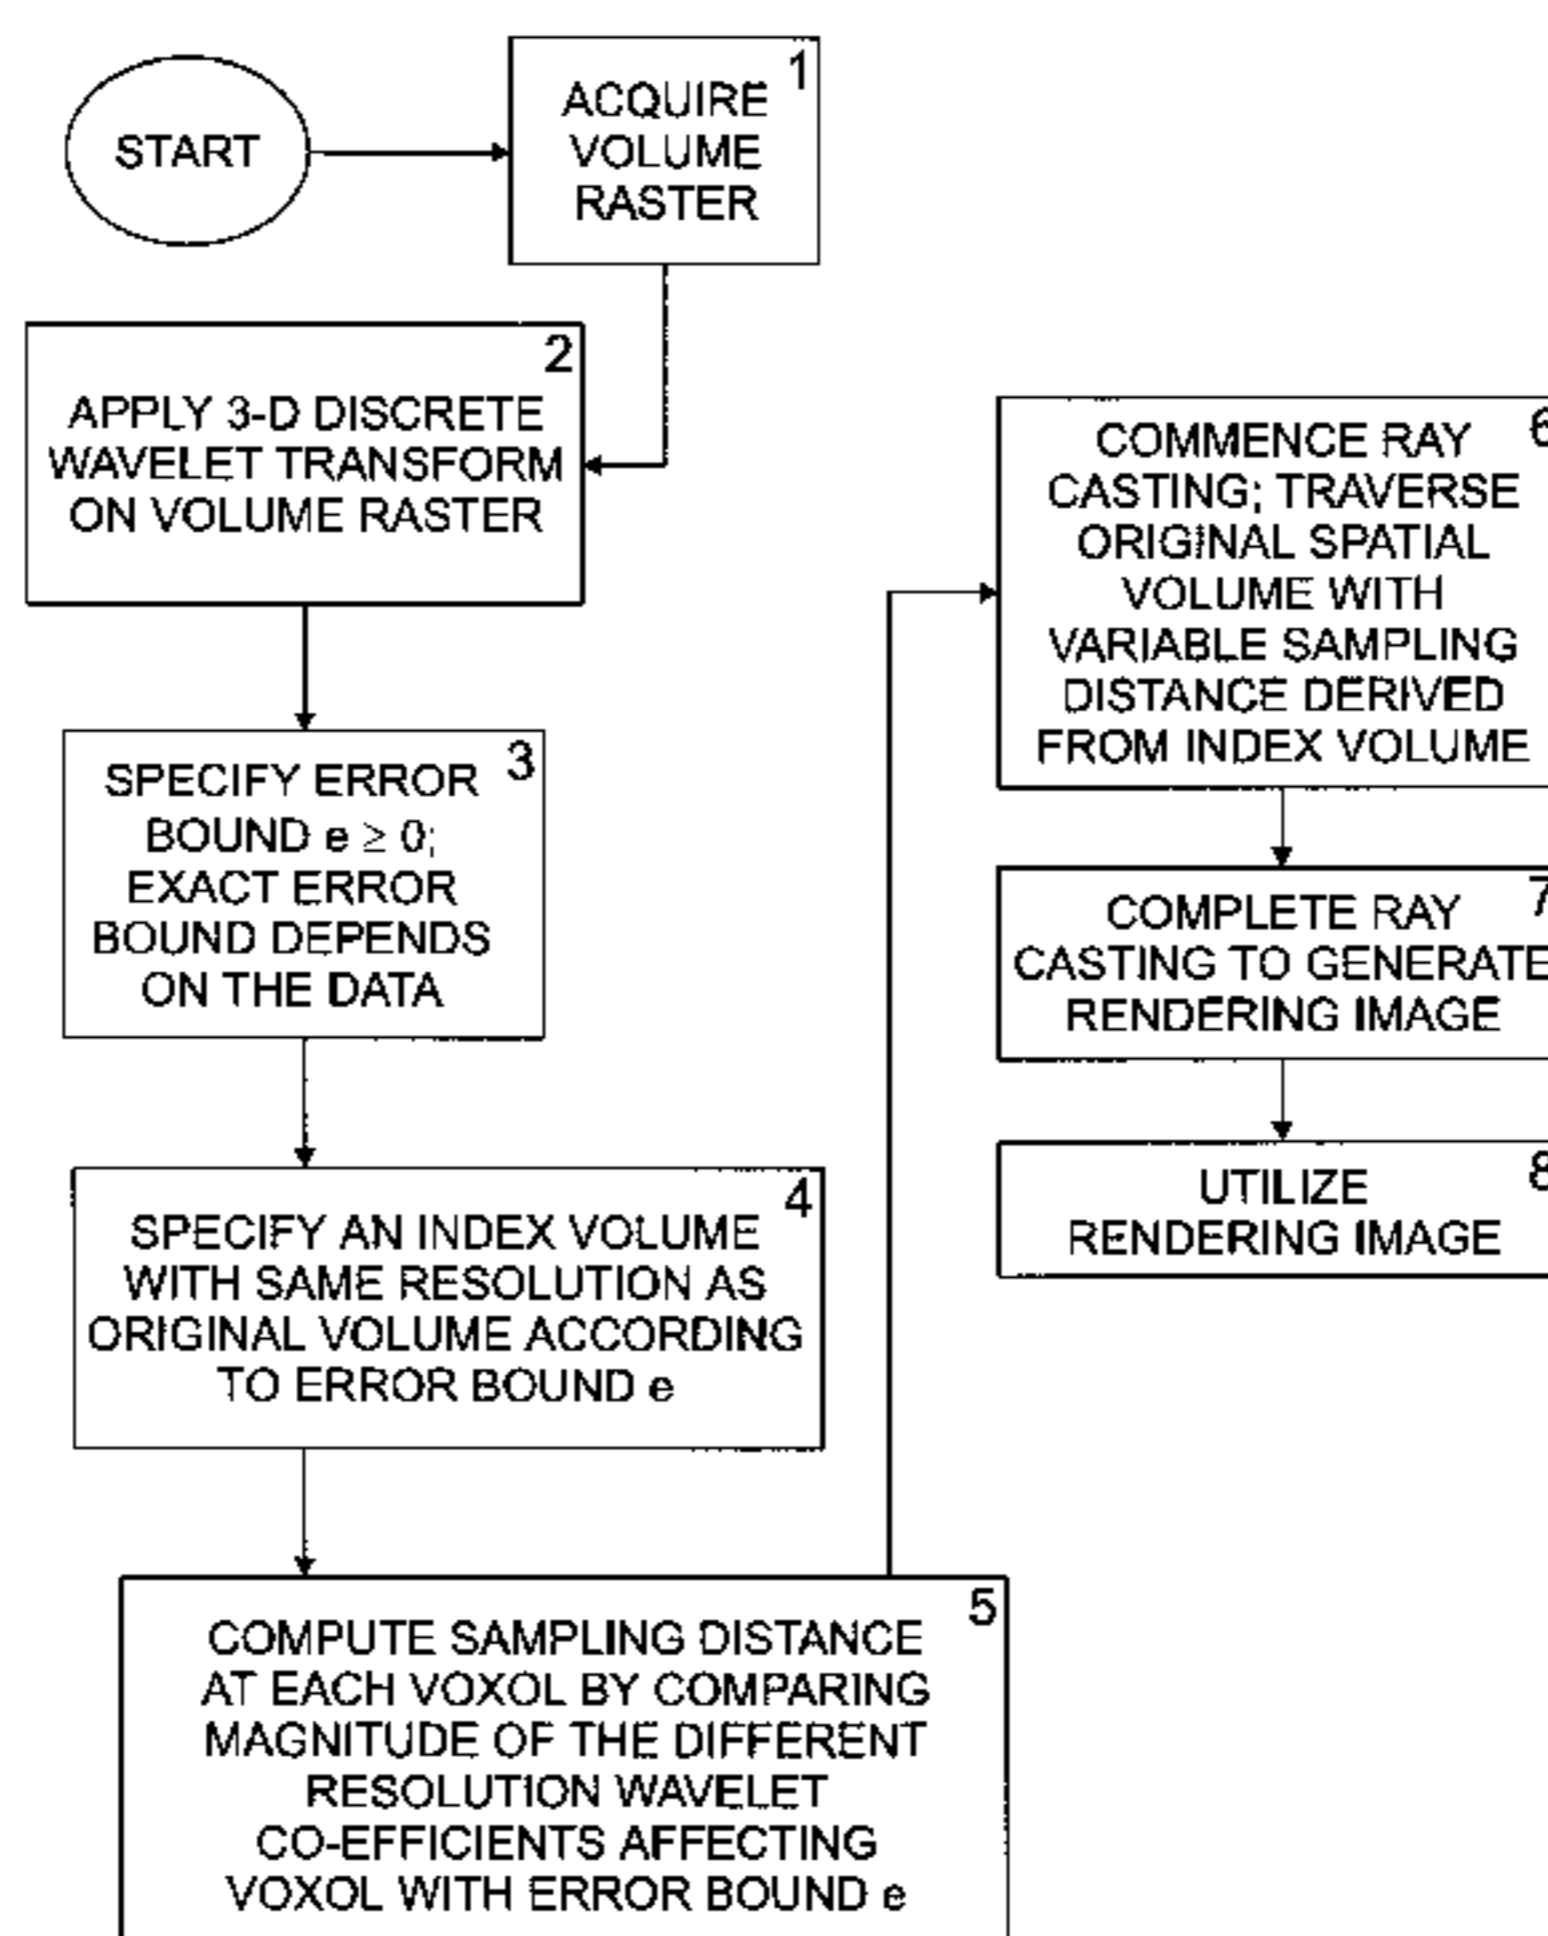 START
1
ACQUIRE
VOLUME
RASTER
2
APPLY 3-D DISCRETE
WAVELET TRANSFORM
ON VOLUME RASTER
3
SPECIFY ERROR
BOUND e ≥ 0;
EXACT ERROR
BOUND DEPENDS
ON THE DATA
4
SPECIFY AN INDEX VOLUME
WITH SAME RESOLUTION AS
ORIGINAL VOLUME ACCORDING
TO ERROR BOUND e
5
COMPUTE SAMPLING DISTANCE
AT EACH VOXOL BY COMPARING
MAGNITUDE OF THE DIFFERENT
RESOLUTION WAVELET
CO-EFFICIENTS AFFECTING
VOXOL WITH ERROR BOUND e
6
COMMENCE RAY
CASTING; TRAVERSE
ORIGINAL SPATIAL
VOLUME WITH
VARIABLE SAMPLING
DISTANCE DERIVED
FROM INDEX VOLUME
7
COMPLETE RAY
CASTING TO GENERATE
RENDERING IMAGE
8
UTILIZE
RENDERING IMAGE